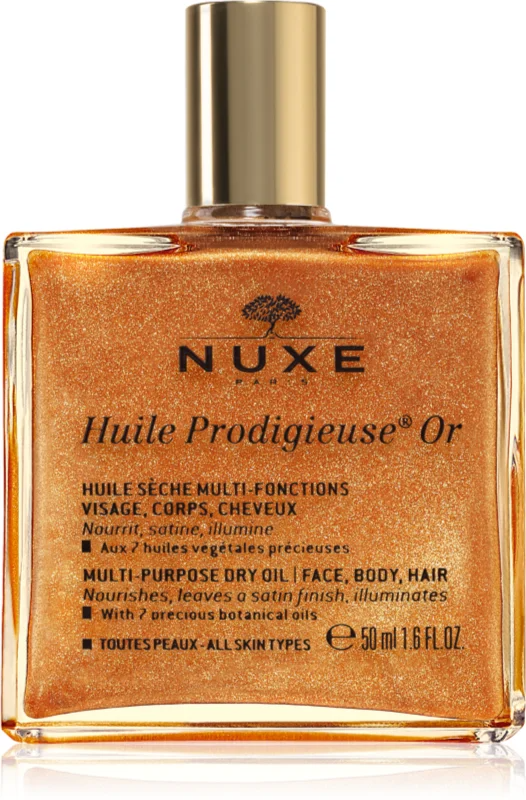 NUXE
PARIS
Huile Prodigieuse® Or
HUILE SÈCHE MULTI-FONCTIONS
VISAGE, CORPS, CHEVEUX
Nourrit, satine, illumine
■ Aux 7 huiles végétales précieuses
MULTI-PURPOSE DRY OIL | FACE, BODY, HAIR
Nourishes, leaves a satin finish, illuminates
■ With 7 precious botanical oils
■ TOUTES PEAUX - ALL SKIN TYPES ℮ 50 ml 1.6 FL.OZ.